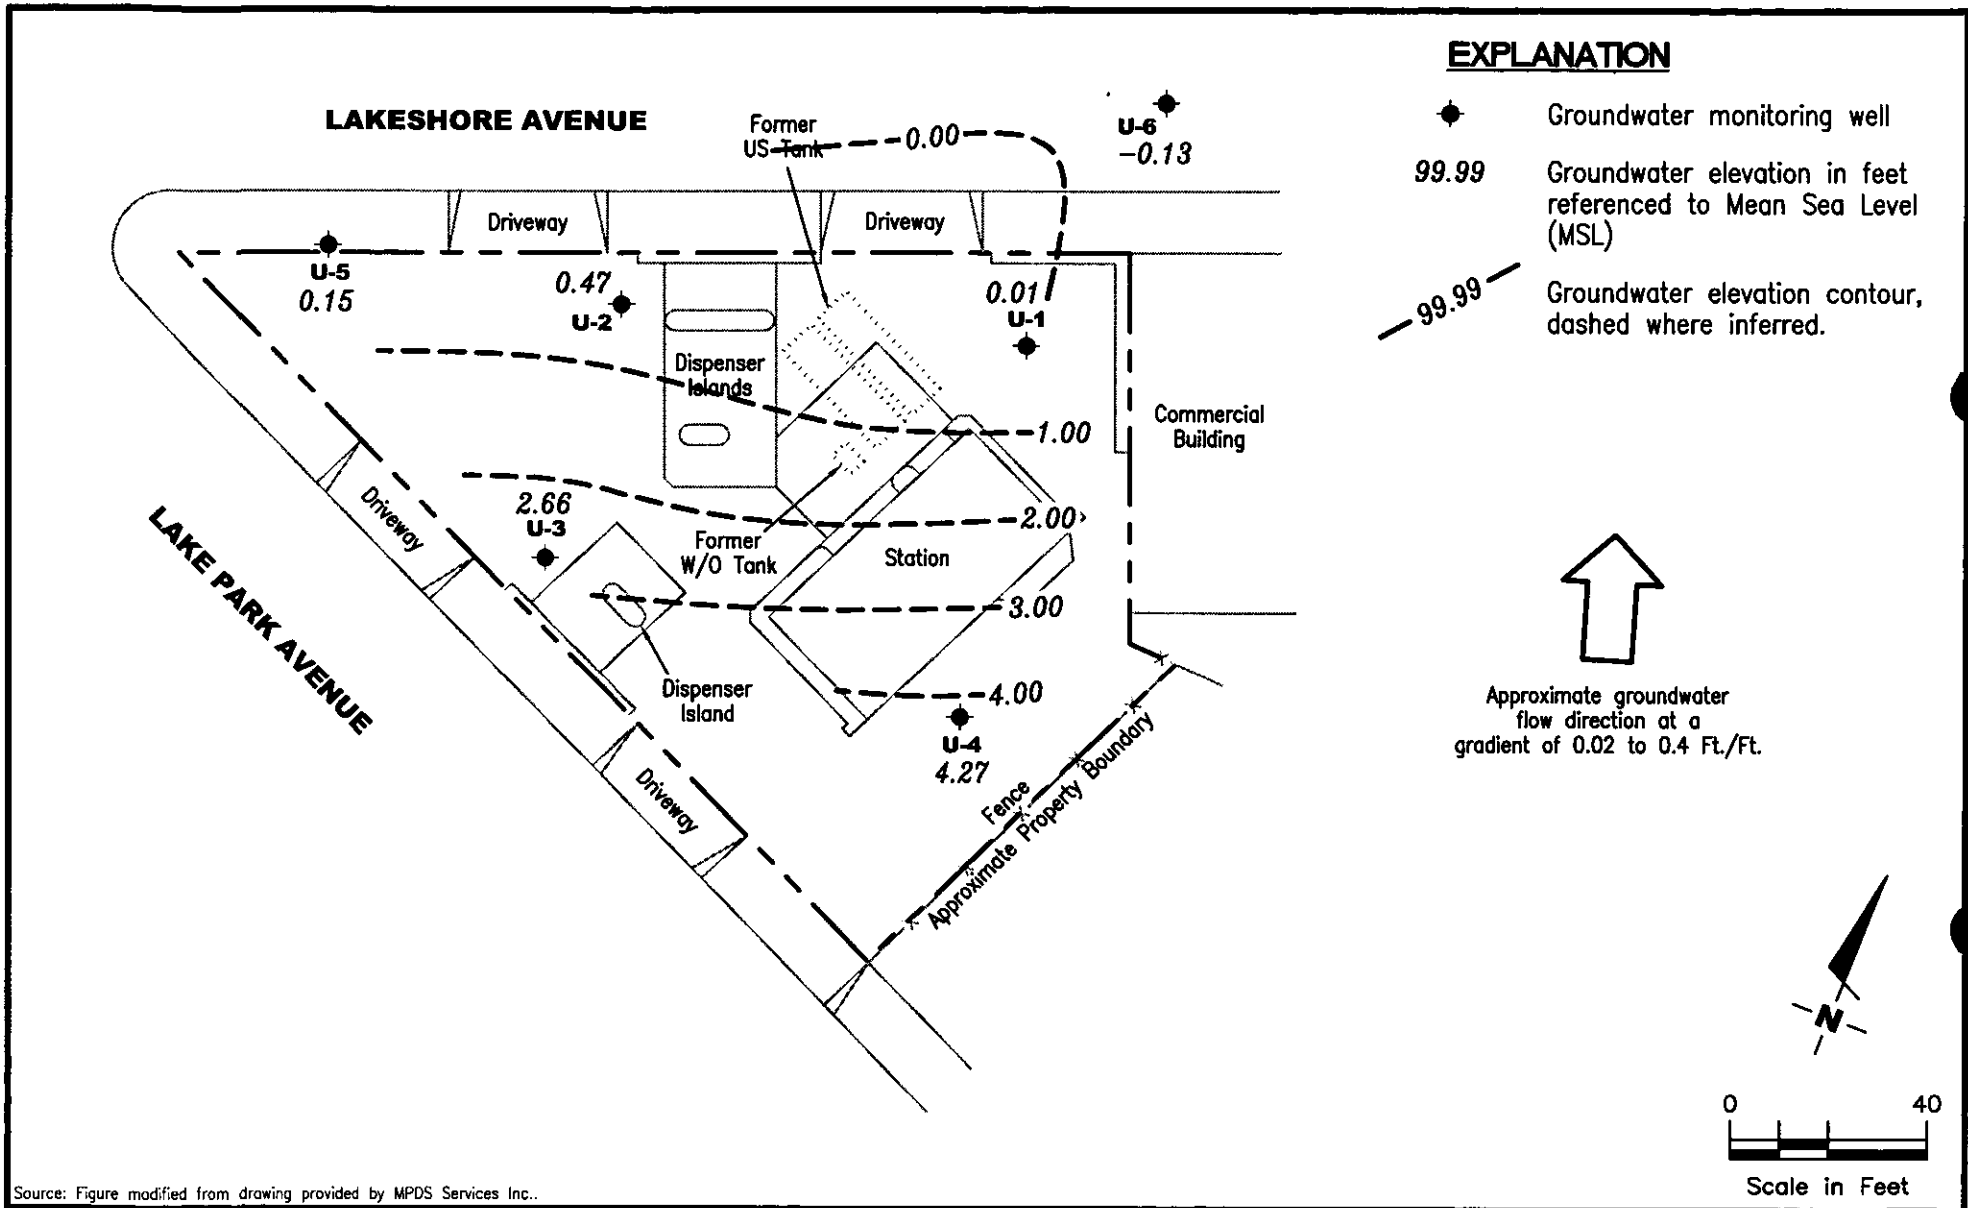 EXPLANATION
Groundwater monitoring well
99.99
Groundwater elevation in feet
referenced to Mean Sea Level
(MSL)
99.99
Groundwater elevation contour,
dashed where inferred.
LAKESHORE AVENUE
Former
US Tank
0.00
U-6
-0.13
Driveway
Driveway
U-5
0.15
0.47
U-2
0.01
U-1
Dispenser
Islands
1.00
Commercial
Building
Driveway
LAKE PARK AVENUE
2.66
U-3
2.00
Former
W/O Tank
Station
3.00
Dispenser
Island
4.00
U-4
4.27
Driveway
Fence
Approximate Property Boundary
Approximate groundwater
flow direction at a
gradient of 0.02 to 0.4 Ft./Ft.
N
0 40
Scale in Feet
Source: Figure modified from drawing provided by MPDS Services Inc..